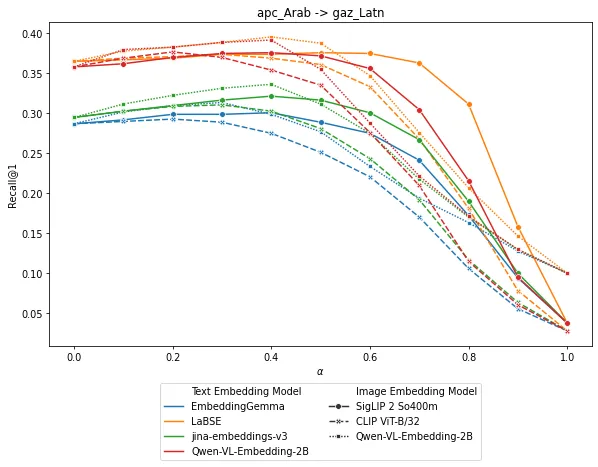 apc_Arab -> gaz_Latn
Recall@1
0.40
0.35
0.30
0.25
0.20
0.15
0.10
0.05
0.0 0.2 0.4 0.6 0.8 1.0
α
Text Embedding Model
EmbeddingGemma
LaBSE
jina-embeddings-v3
Qwen-VL-Embedding-2B
Image Embedding Model
SigLIP 2 So400m
CLIP ViT-B/32
Qwen-VL-Embedding-2B